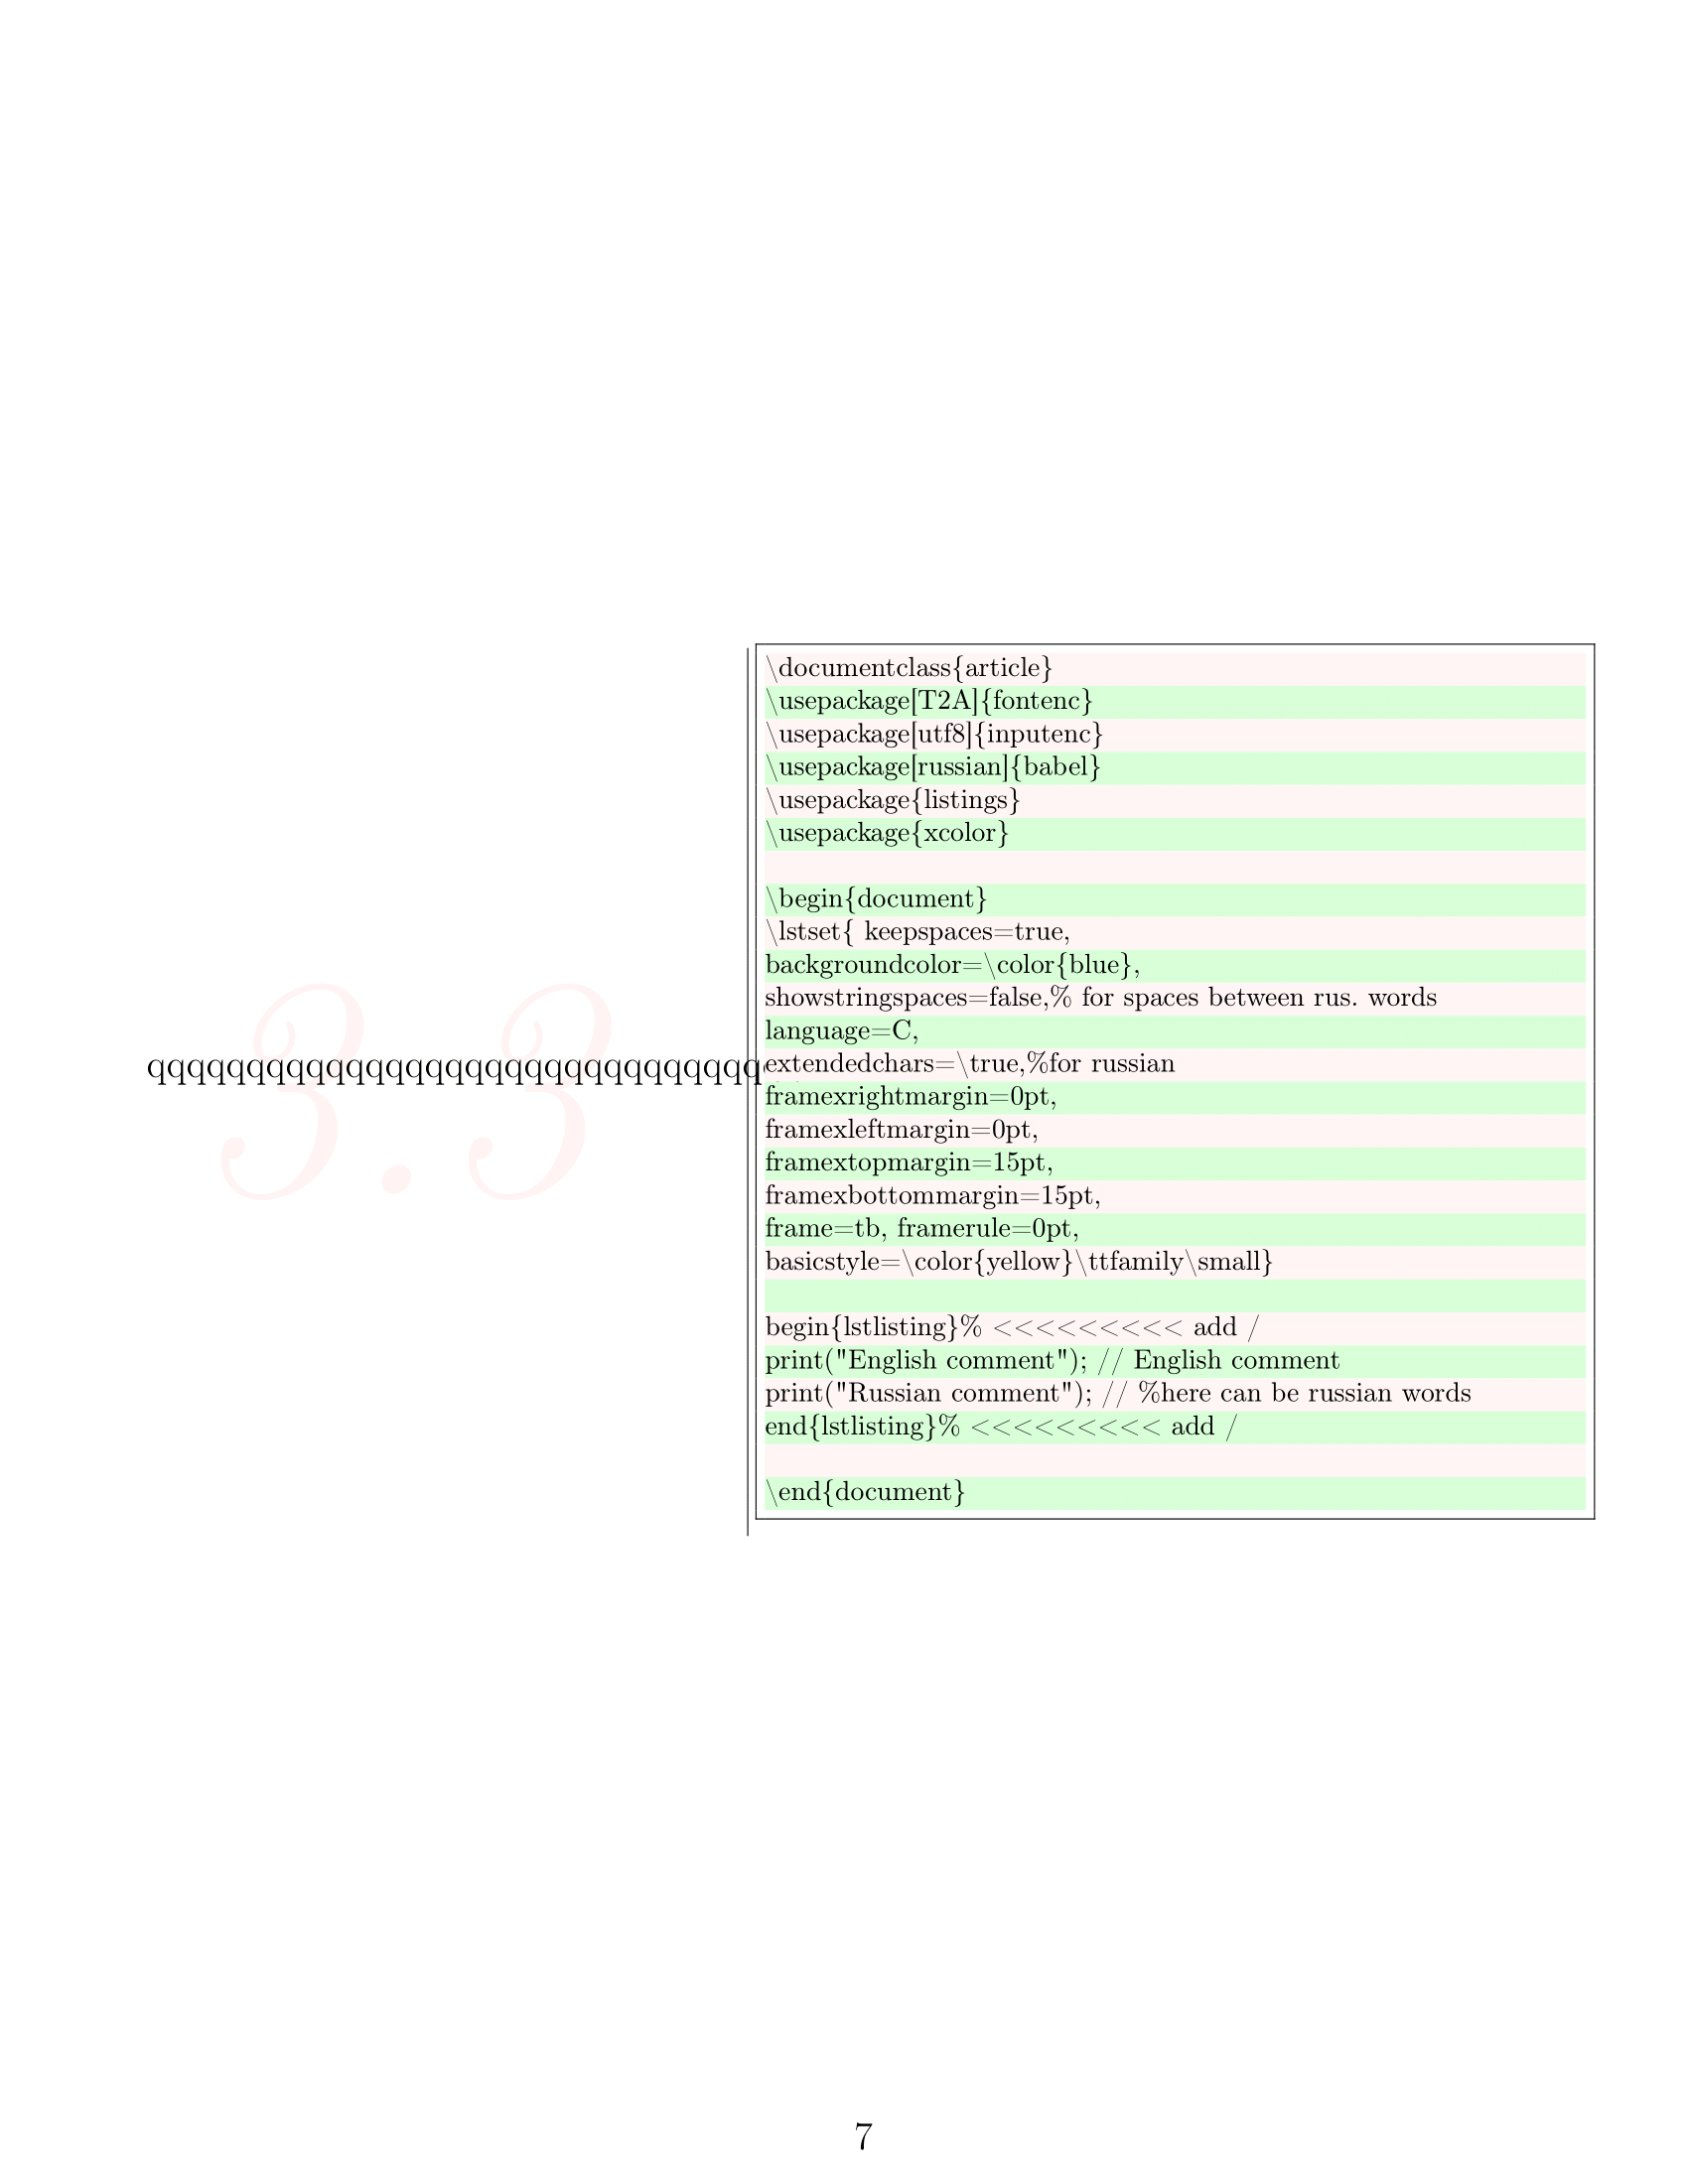 3.3
qqqqqqqqqqqqqqqqqqqqqqqqqqqqqqq
\documentclass{article}
\usepackage[T2A]{fontenc}
\usepackage[utf8]{inputenc}
\usepackage[russian]{babel}
\usepackage{listings}
\usepackage{xcolor}
\begin{document}
\lstset{ keepspaces=true,
backgroundcolor=\color{blue},
showstringspaces=false,% for spaces between rus. words
language=C,
extendedchars=\true,%for russian
framexrightmargin=0pt,
framexleftmargin=0pt,
framextopmargin=15pt,
framexbottommargin=15pt,
frame=tb, framerule=0pt,
basicstyle=\color{yellow}\ttfamily\small}
begin{lstlisting}% <<<<<<<<< add /
print("English comment"); // English comment
print("Russian comment"); // %here can be russian words
end{lstlisting}% <<<<<<<<< add /
\end{document}
7